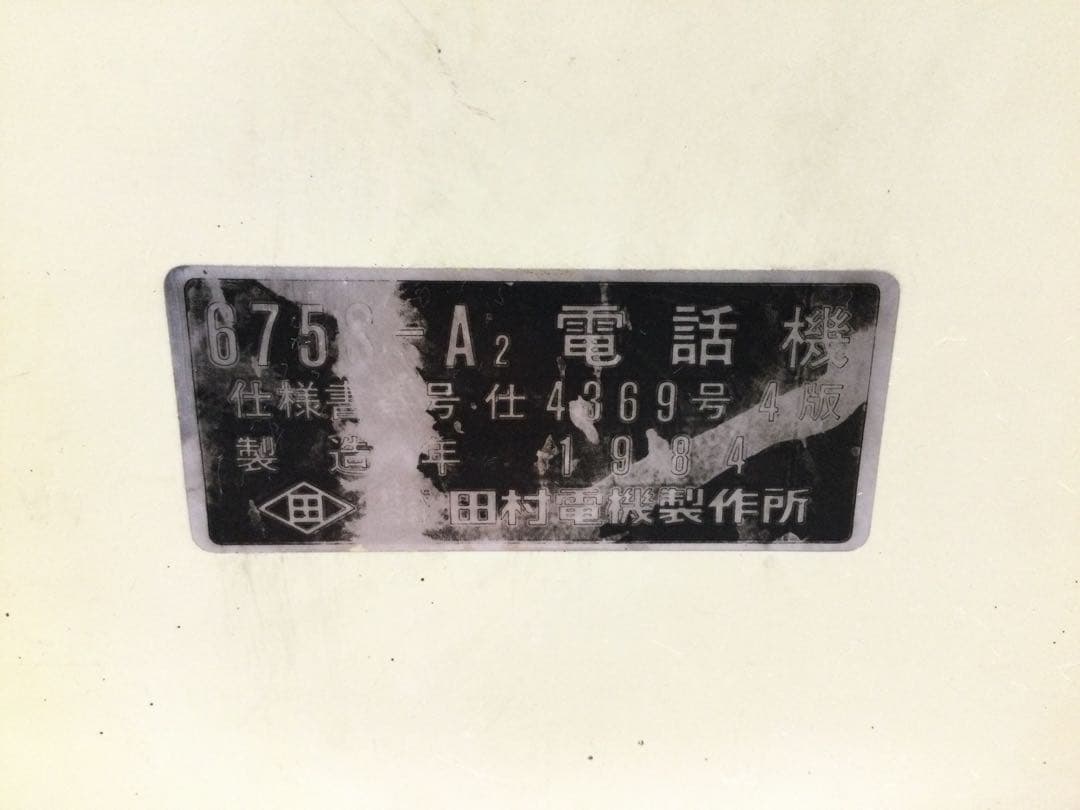 675 -A2 電話機
仕様書 号・仕4369号 4版
製造年 1984
田 田村電機製作所